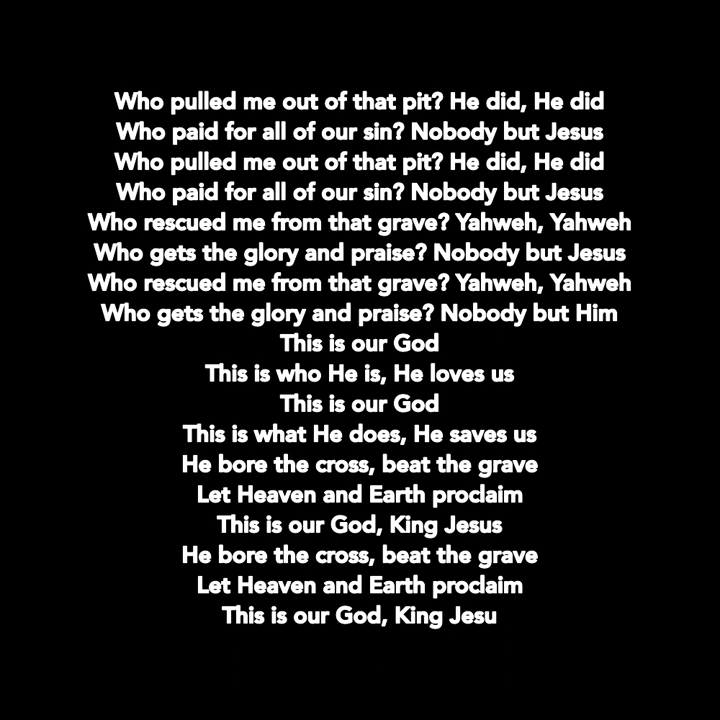 Who pulled me out of that pit? He did, He did
Who paid for all of our sin? Nobody but Jesus
Who pulled me out of that pit? He did, He did
Who paid for all of our sin? Nobody but Jesus
Who rescued me from that grave? Yahweh, Yahweh
Who gets the glory and praise? Nobody but Jesus
Who rescued me from that grave? Yahweh, Yahweh
Who gets the glory and praise? Nobody but Him
This is our God
This is who He is, He loves us
This is our God
This is what He does, He saves us
He bore the cross, beat the grave
Let Heaven and Earth proclaim
This is our God, King Jesus
He bore the cross, beat the grave
Let Heaven and Earth proclaim
This is our God, King Jesu